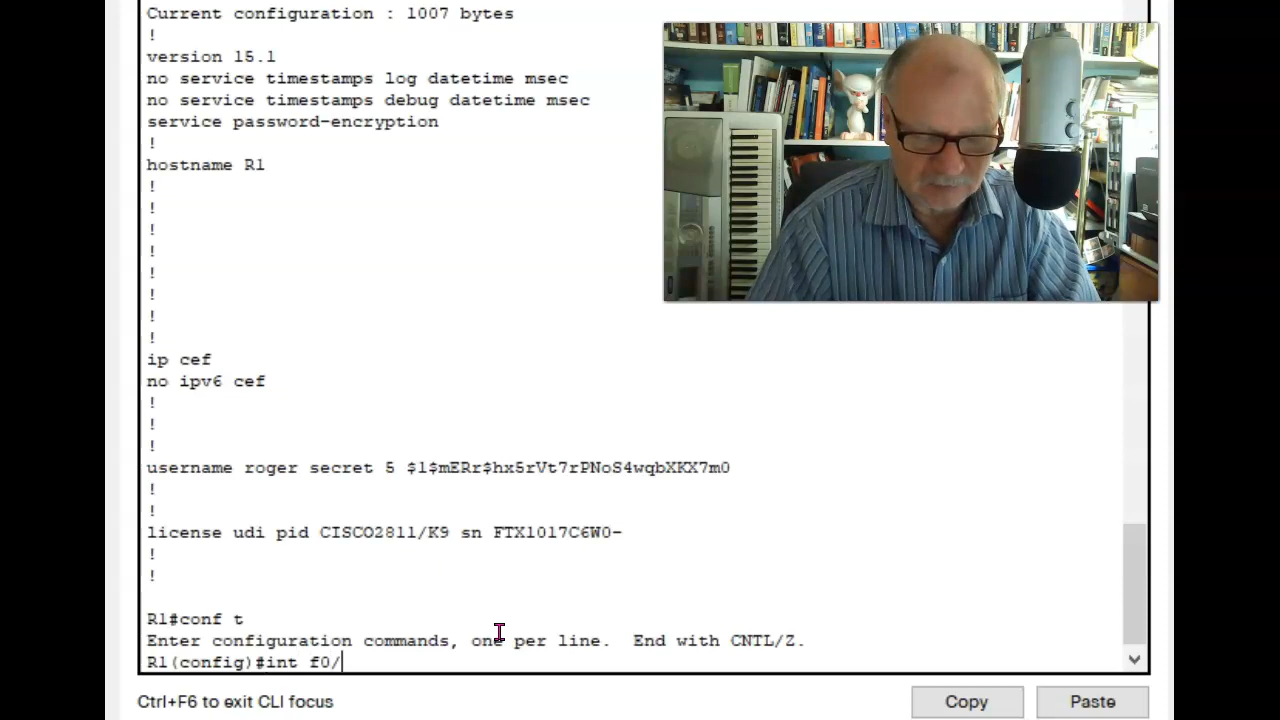 Current configuration : 1007 bytes
!
version 15.1
no service timestamps log datetime msec
no service timestamps debug datetime msec
service password-encryption
!
hostname R1
!
!
!
!
!
!
!
!
ip cef
no ipv6 cef
!
!
!
username roger secret 5 $1$mERr$hx5rVt7rPNoS4wqbXKX7m0
!
!
license udi pid CISCO2811/K9 sn FTX1017C6W0-
!
!
R1#conf t
Enter configuration commands, one per line.  End with CNTL/Z.
R1(config)#int f0/
Ctrl+F6 to exit CLI focus
Copy
Paste